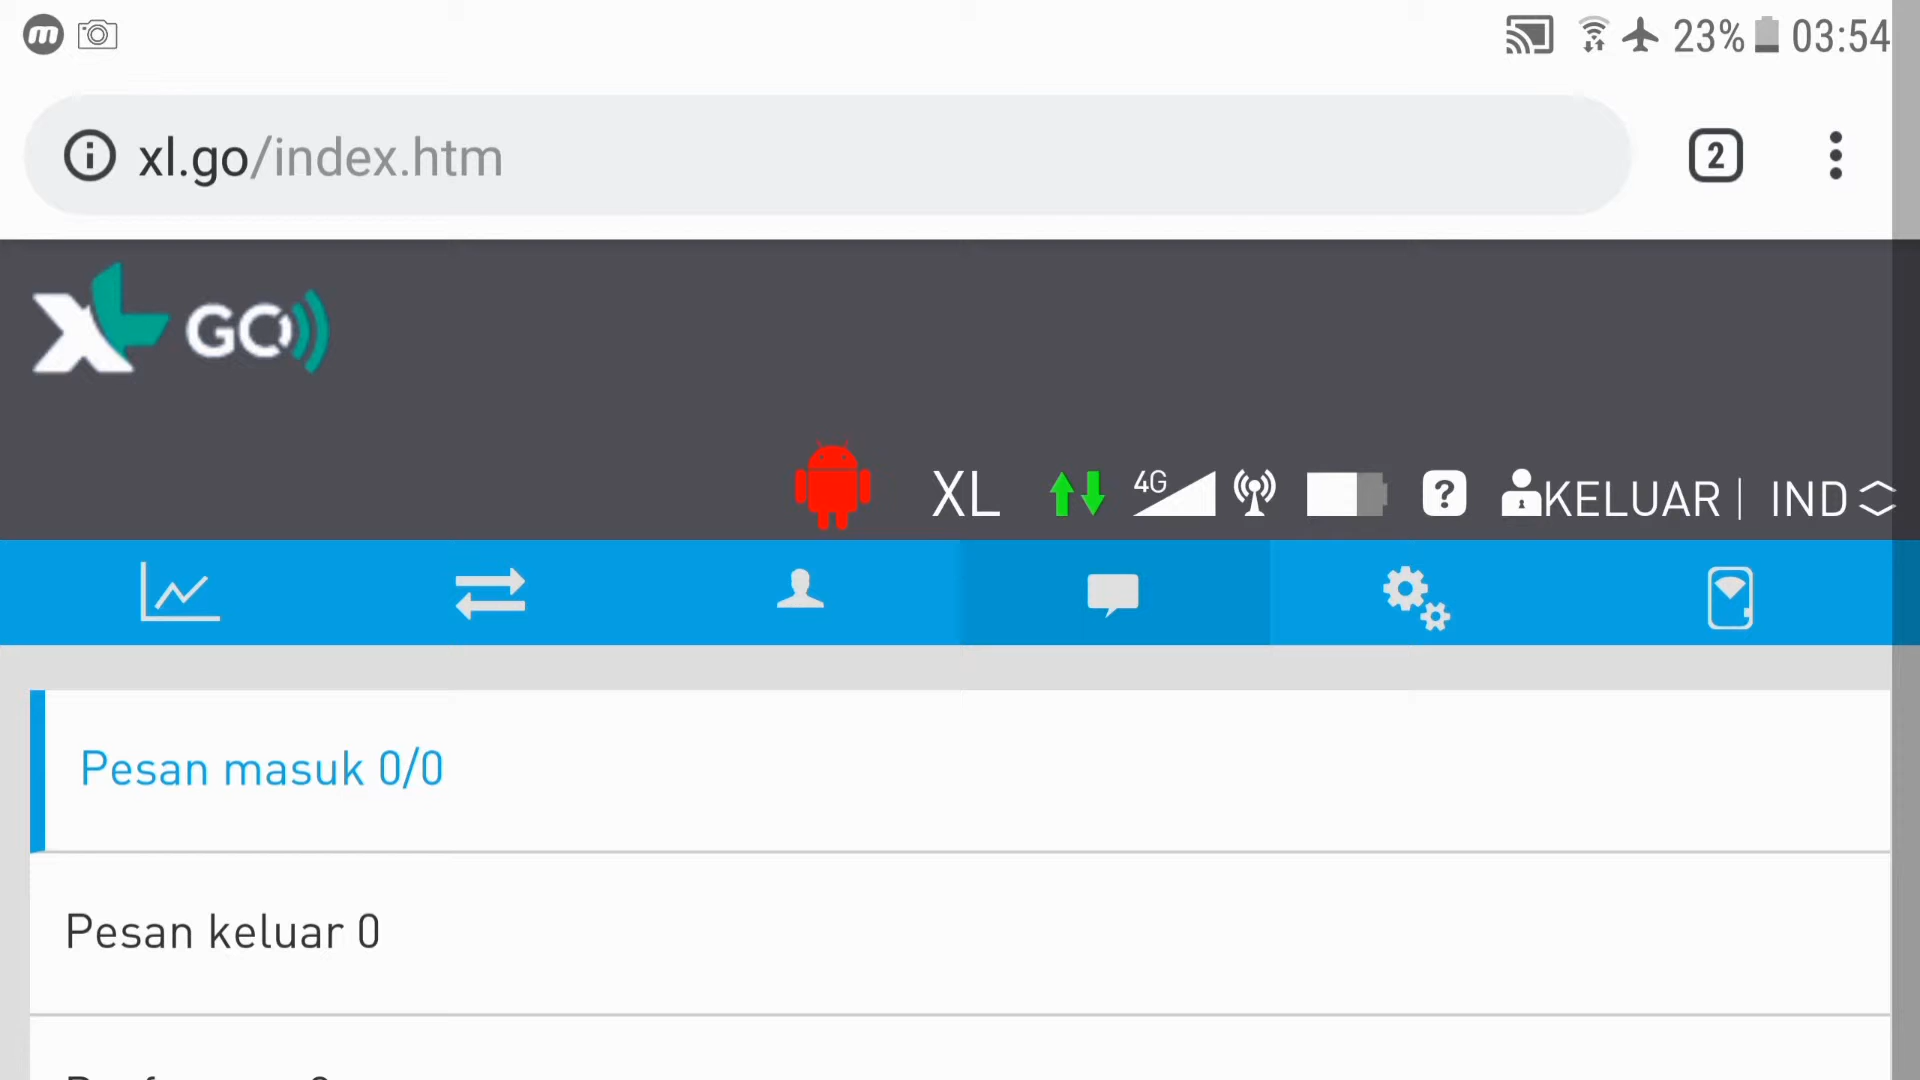 23% 03:54
xl.go/index.htm
2
XL GO
XL 4G ? KELUAR | IND
Pesan masuk 0/0
Pesan keluar 0